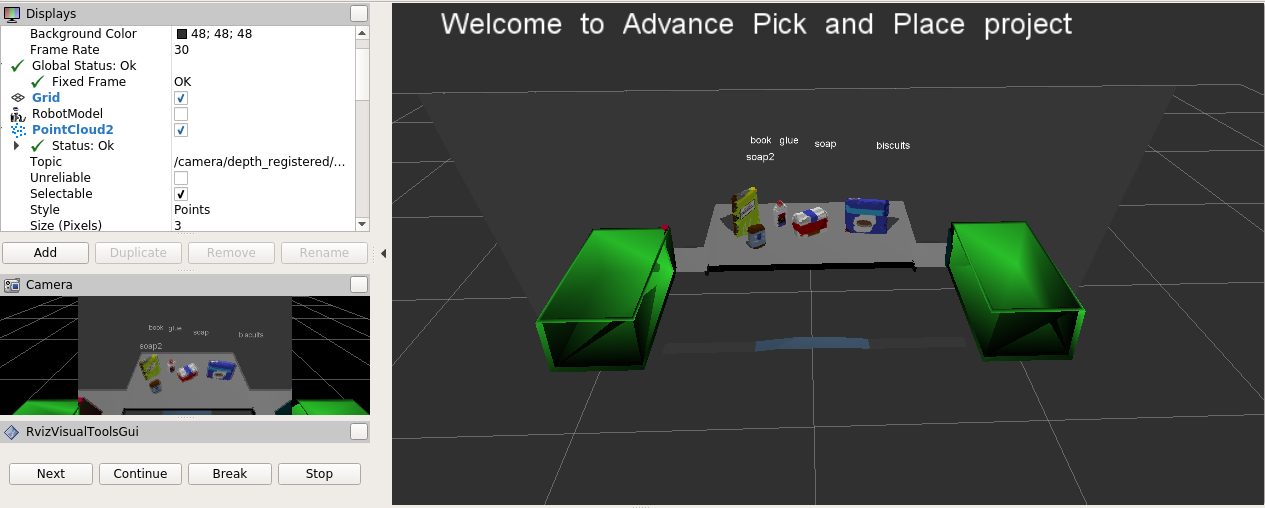 Displays
Background Color 48; 48; 48
Frame Rate 30
Global Status: Ok
Fixed Frame OK
Grid
RobotModel
PointCloud2
Status: Ok
Topic /camera/depth_registered/...
Unreliable
Selectable
Style Points
Size (Pixels) 3
Add Duplicate Remove Rename
Camera
book glue soap biscuits
soap2
RvizVisualToolsGui
Next Continue Break Stop
Welcome to Advance Pick and Place project
book glue soap biscuits
soap2